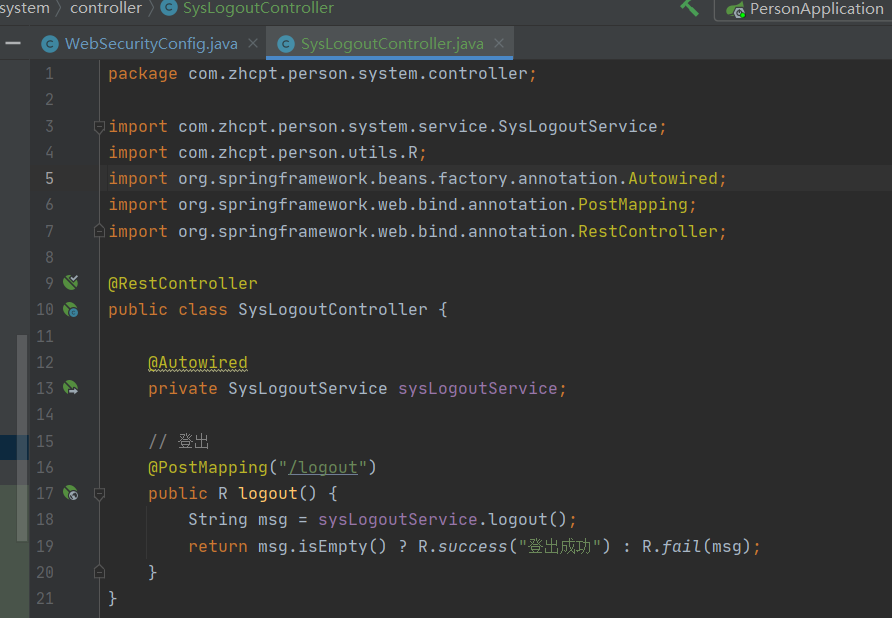 system 〉 controller 〉 C SysLogoutController PersonApplication
C WebSecurityConfig.java × C SysLogoutController.java ×
1 package com.zhcpt.person.system.controller;
2
3 import com.zhcpt.person.system.service.SysLogoutService;
4 import com.zhcpt.person.utils.R;
5 import org.springframework.beans.factory.annotation.Autowired;
6 import org.springframework.web.bind.annotation.PostMapping;
7 import org.springframework.web.bind.annotation.RestController;
8
9 @RestController
10 public class SysLogoutController {
11
12 @Autowired
13 private SysLogoutService sysLogoutService;
14
15 // 登出
16 @PostMapping("/logout")
17 public R logout() {
18 String msg = sysLogoutService.logout();
19 return msg.isEmpty() ? R.success("登出成功") : R.fail(msg);
20 }
21 }